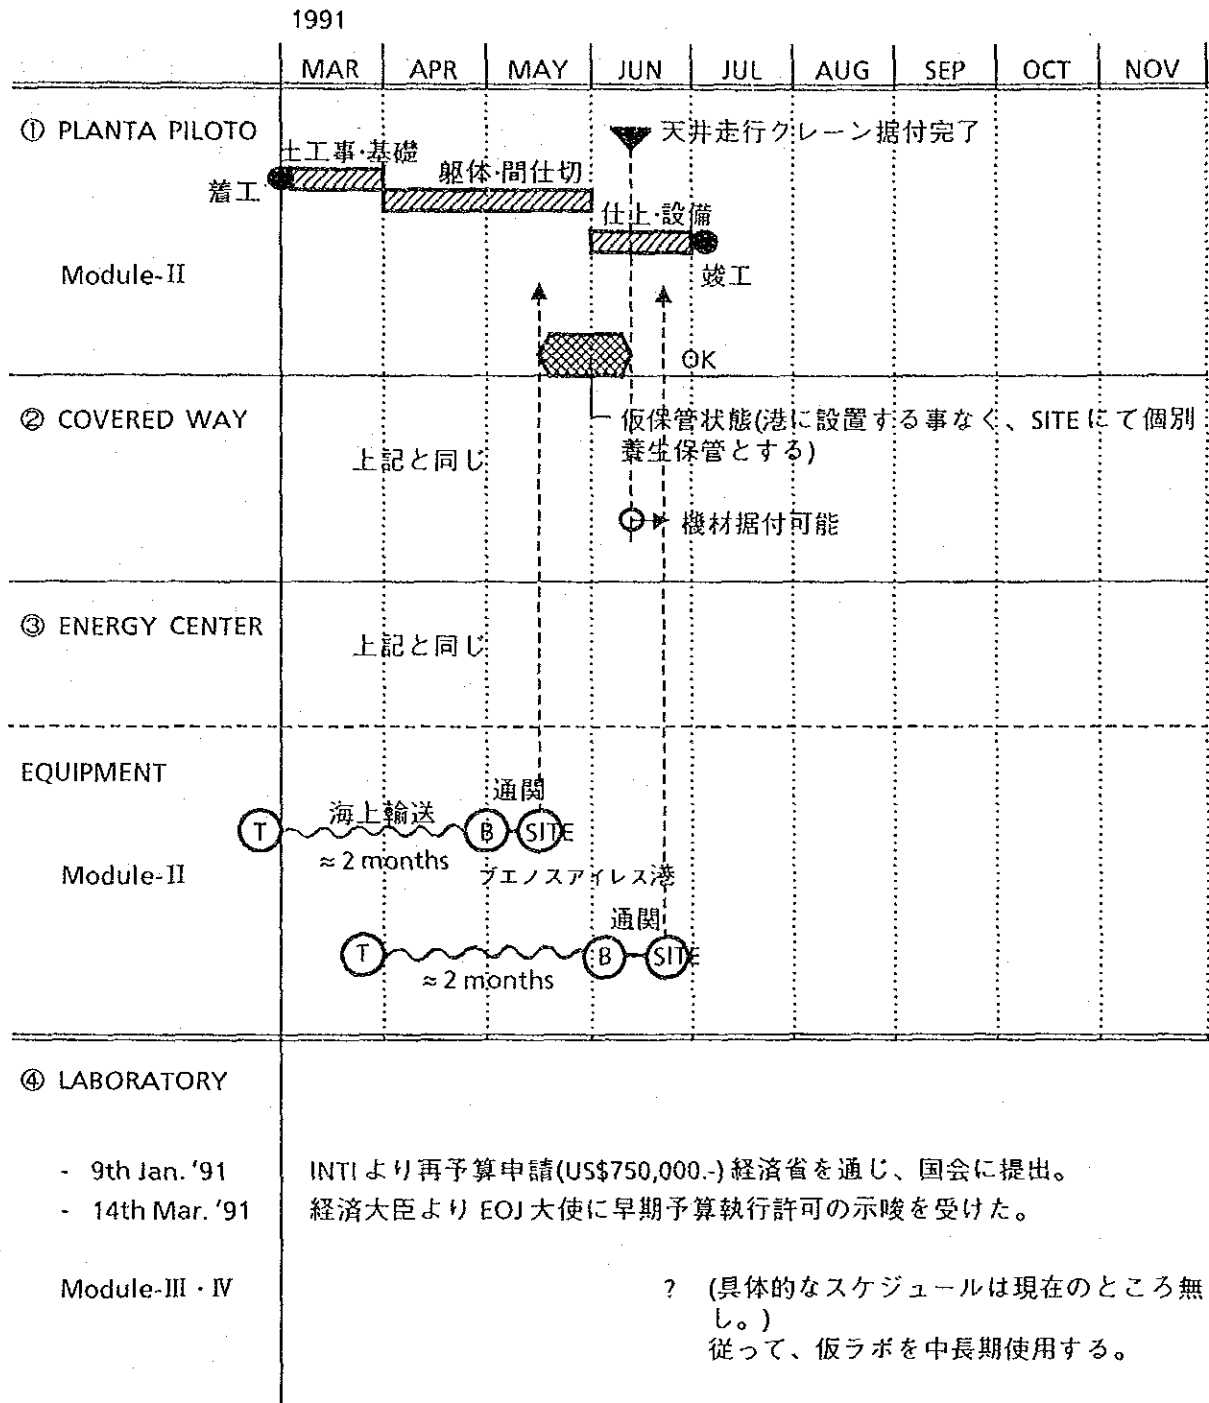 1991
MAR APR MAY JUN JUL AUG SEP OCT NOV
① PLANTA PILOTO
天井走行クレーン据付完了
土工事・基礎
躯体・間仕切
着工
仕上・設備
Module-II
竣工
OK
② COVERED WAY
仮保管状態(港に設置する事なく、SITEにて個別
養生保管とする)
上記と同じ
機材据付可能
③ ENERGY CENTER
上記と同じ
EQUIPMENT
通関
海上輸送
T B SITE
≈ 2 months
Module-II
ブエノスアイレス港
通関
T B SITE
≈ 2 months
④ LABORATORY
- 9th Jan. '91 INTIより再予算申請(US$750,000.-)経済省を通じ、国会に提出。
- 14th Mar. '91 経済大臣よりEOJ大使に早期予算執行許可の示唆を受けた。
Module-III・IV ? (具体的なスケジュールは現在のところ無
し。)
従って、仮ラボを中長期使用する。